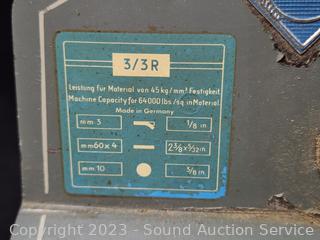 3/3R
Leistung für Material von 45 kg/mm² Festigkeit
Machine Capacity for 64000 lbs/sq in Material.
Made in Germany
mm 3 1/8 in.
mm 60 x 4 2 3/8 x 5/32 in.
mm 10 3/8 in.
Copyright © 2023 - Sound Auction Service